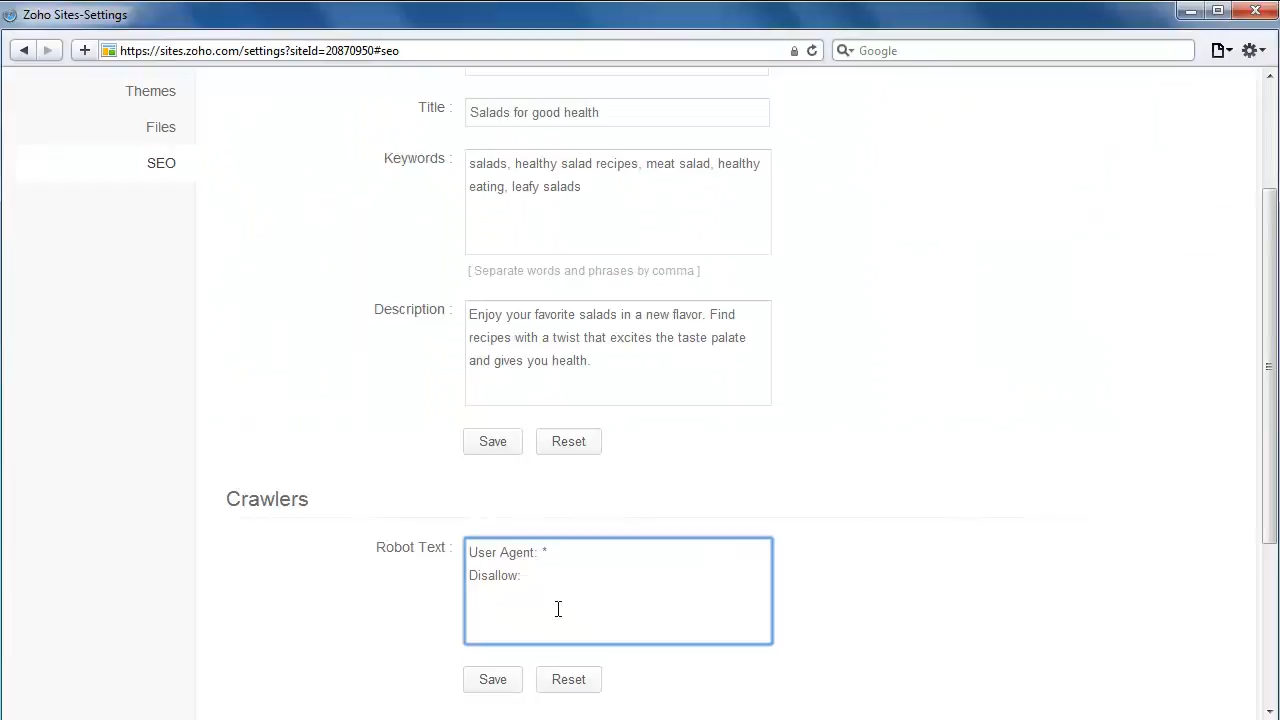 Zoho Sites-Settings
https://sites.zoho.com/settings?siteId=20870950#seo
Google
Themes
Files
SEO
Title :
Salads for good health
Keywords :
salads, healthy salad recipes, meat salad, healthy
eating, leafy salads
[ Separate words and phrases by comma ]
Description :
Enjoy your favorite salads in a new flavor. Find
recipes with a twist that excites the taste palate
and gives you health.
Save
Reset
Crawlers
Robot Text :
User Agent: *
Disallow:
Save
Reset